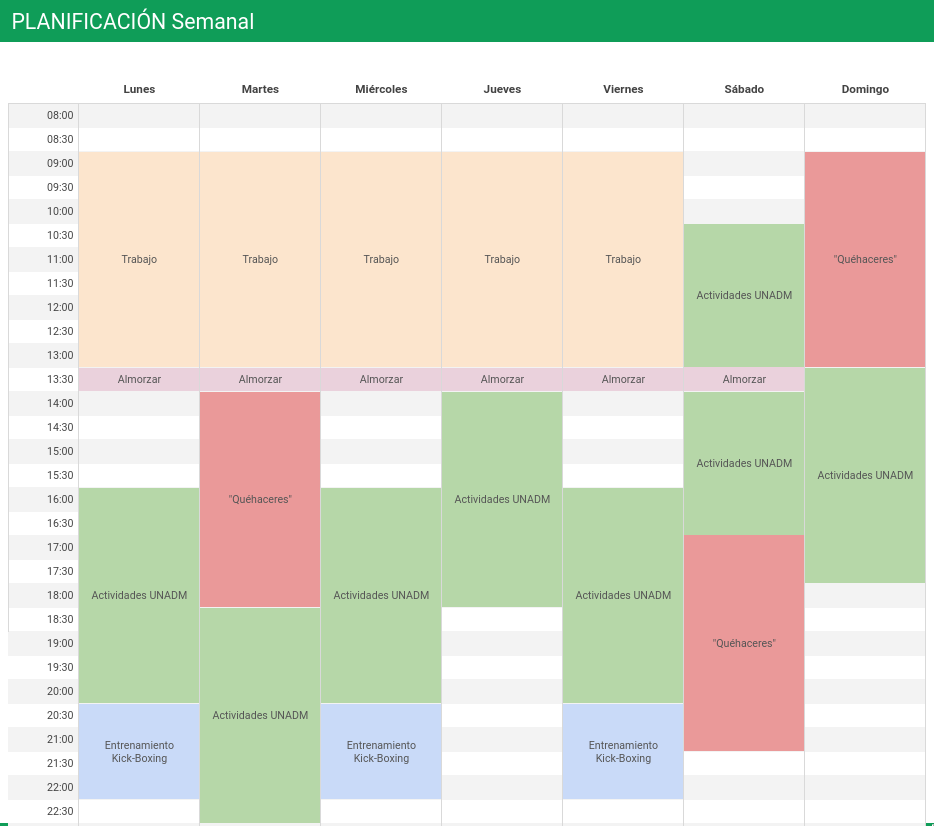 PLANIFICACIÓN Semanal
Lunes Martes Miércoles Jueves Viernes Sábado Domingo
08:00
08:30
09:00
09:30
10:00
10:30
11:00 Trabajo Trabajo Trabajo Trabajo Trabajo "Quéhaceres"
11:30
Actividades UNADM
12:00
12:30
13:00
13:30 Almorzar Almorzar Almorzar Almorzar Almorzar Almorzar
14:00
14:30
15:00
Actividades UNADM
15:30 Actividades UNADM
16:00 "Quéhaceres" Actividades UNADM
16:30
17:00
17:30
18:00 Actividades UNADM Actividades UNADM Actividades UNADM
18:30
19:00 "Quéhaceres"
19:30
20:00
20:30 Actividades UNADM
21:00 Entrenamiento Entrenamiento Entrenamiento
Kick-Boxing Kick-Boxing Kick-Boxing
21:30
22:00
22:30